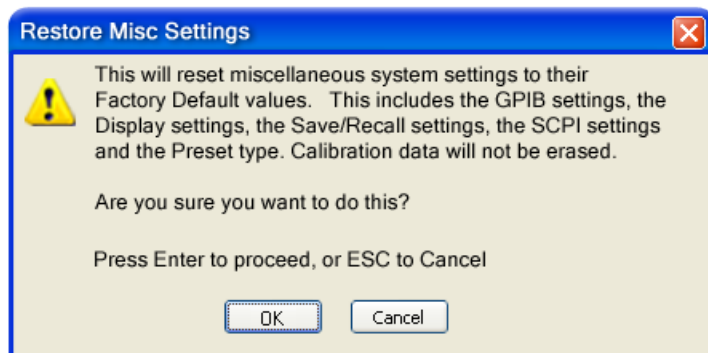 Restore Misc Settings
This will reset miscellaneous system settings to their
Factory Default values.   This includes the GPIB settings, the
Display settings, the Save/Recall settings, the SCPI settings
and the Preset type. Calibration data will not be erased.
Are you sure you want to do this?
Press Enter to proceed, or ESC to Cancel
OK
Cancel